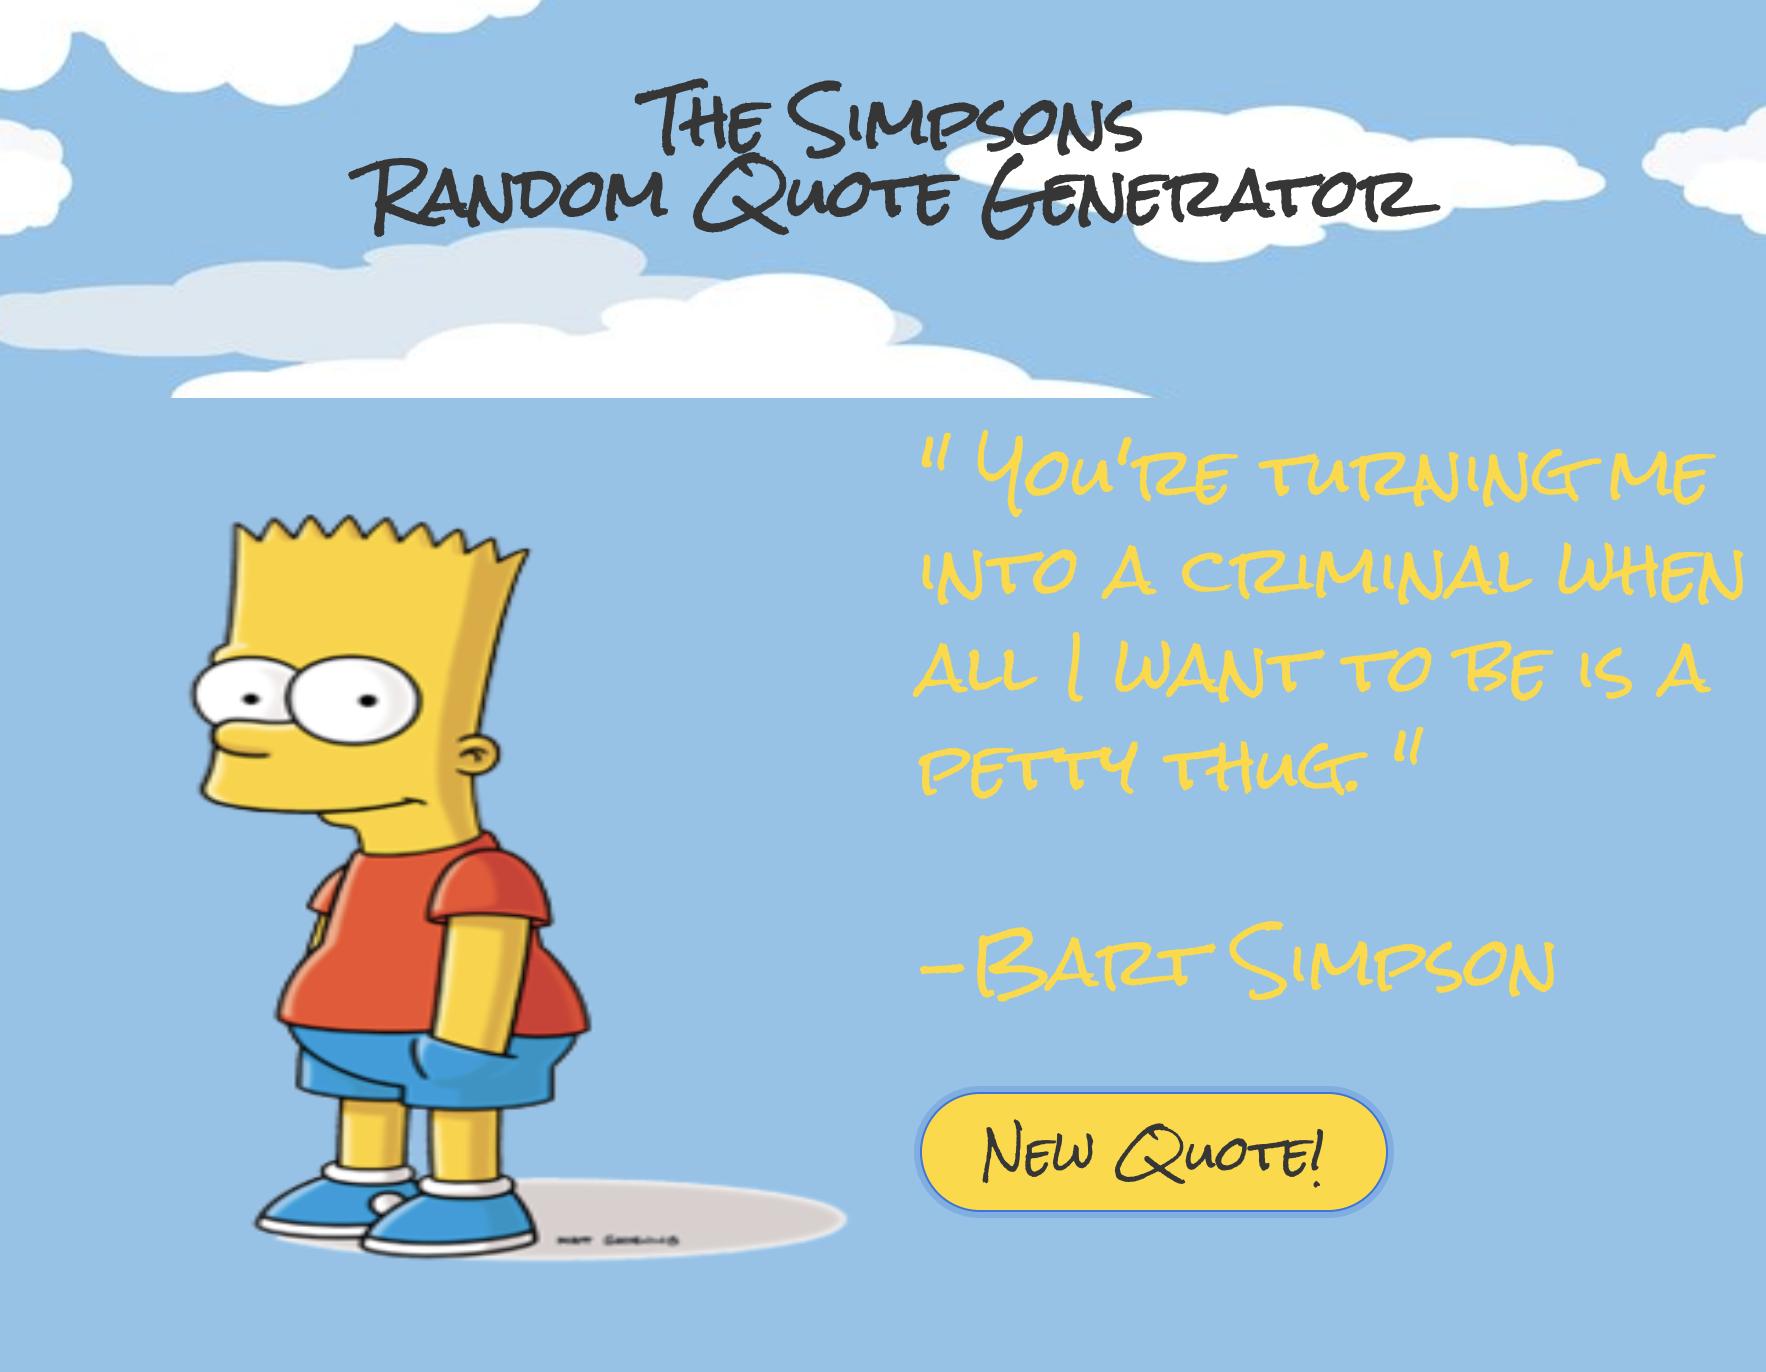 The Simpsons
Random Quote Generator
" You're turning me
into a criminal when
all I want to be is a
petty thug. "
-Bart Simpson
New Quote!